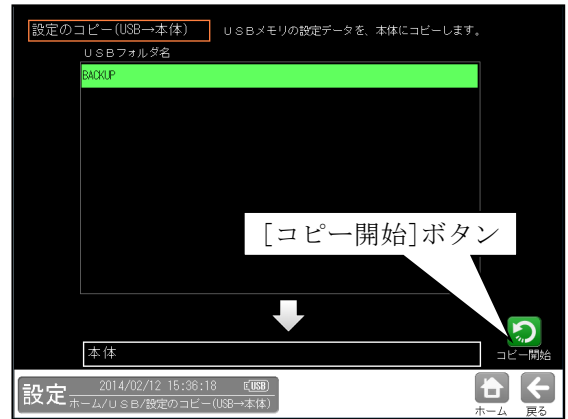 設定のコピー(USB→本体)
USBメモリの設定データを、本体にコピーします。
USBフォルダ名
BACKUP
[コピー開始]ボタン
本体
コピー開始
設定
2014/02/12 15:36:18 (USB)
ホーム/USB/設定のコピー(USB→本体)
ホーム
戻る